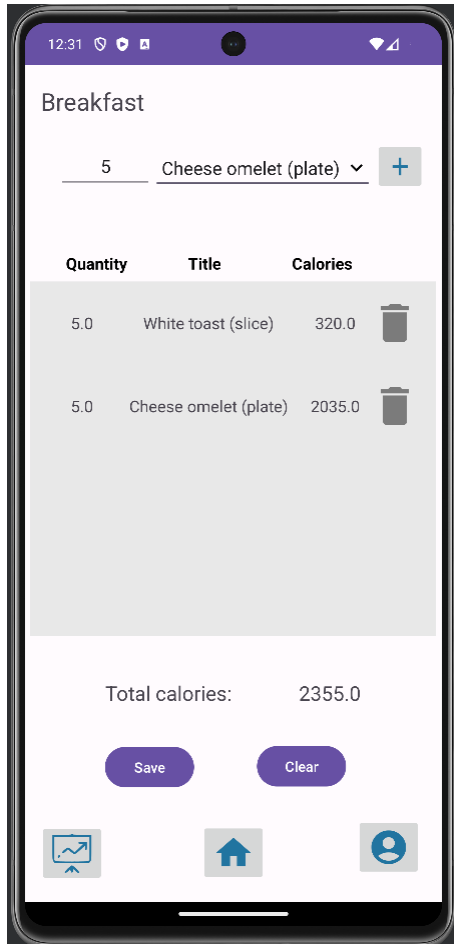 12:31
Breakfast
5 Cheese omelet (plate) +
Quantity Title Calories
5.0 White toast (slice) 320.0
5.0 Cheese omelet (plate) 2035.0
Total calories: 2355.0
Save Clear